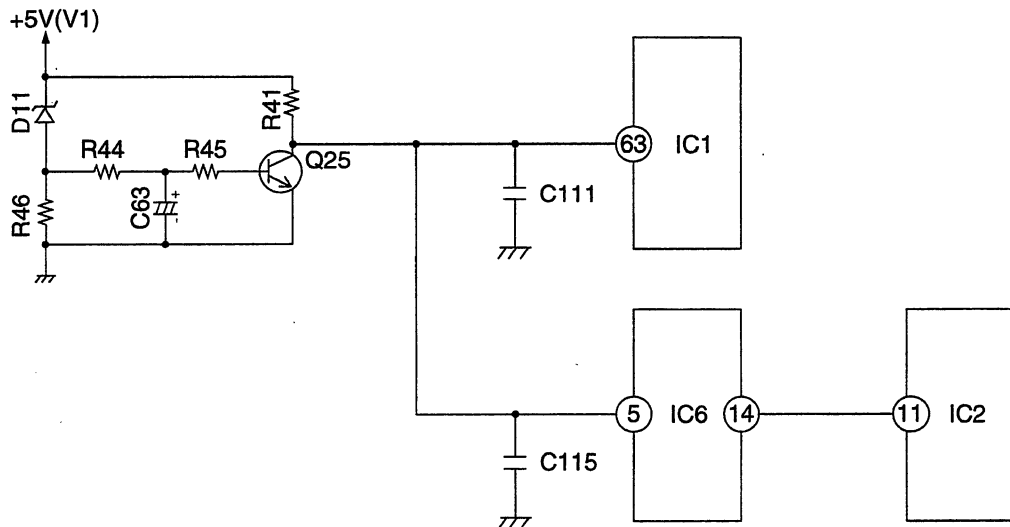 +5V(V1)
D11
R41
63
IC1
R44
R45
Q25
R46
C63
+
-
C111
5
IC6
14
11
IC2
C115